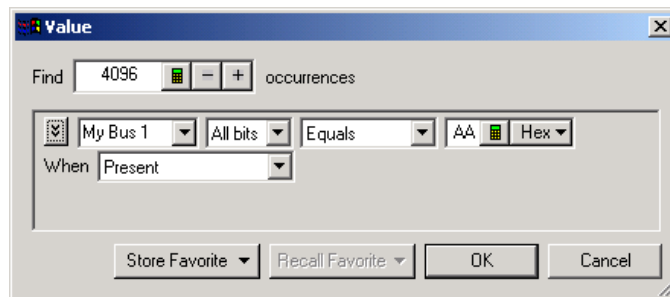 Value
Find 4096 - + occurrences
My Bus 1 All bits Equals AA Hex
When Present
Store Favorite Recall Favorite OK Cancel